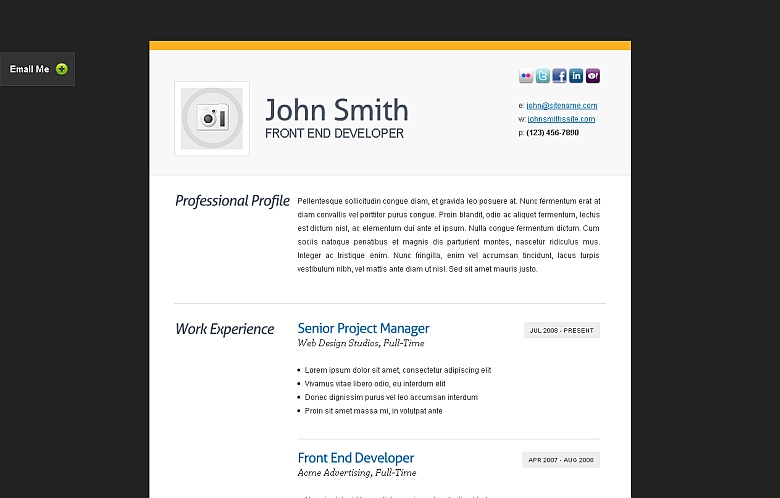 Email Me
John Smith
FRONT END DEVELOPER
e: john@sitename.com
w: johnsmithssite.com
p: (123) 456-7890
Professional Profile
Pellentesque sollicitudin congue diam, et gravida leo posuere at. Nunc fermentum erat at
diam convallis vel porttitor purus congue. Proin blandit, odio ac aliquet fermentum, lectus
est dictum nisl, ac elementum dui ante et ipsum. Nulla congue fermentum dictum. Cum
sociis natoque penatibus et magnis dis parturient montes, nascetur ridiculus mus.
Integer ac tristique enim. Nunc fringilla, enim vel accumsan tincidunt, lacus turpis
vestibulum nibh, vel mattis ante diam ut nisl. Sed sit amet mauris justo.
Work Experience
Senior Project Manager
JUL 2008 - PRESENT
Web Design Studios, Full-Time
Lorem ipsum dolor sit amet, consectetur adipiscing elit
Vivamus vitae libero odio, eu interdum elit
Donec dignissim purus vel leo accumsan interdum
Proin sit amet massa mi, in volutpat ante
Front End Developer
APR 2007 - AUG 2008
Acme Advertising, Full-Time